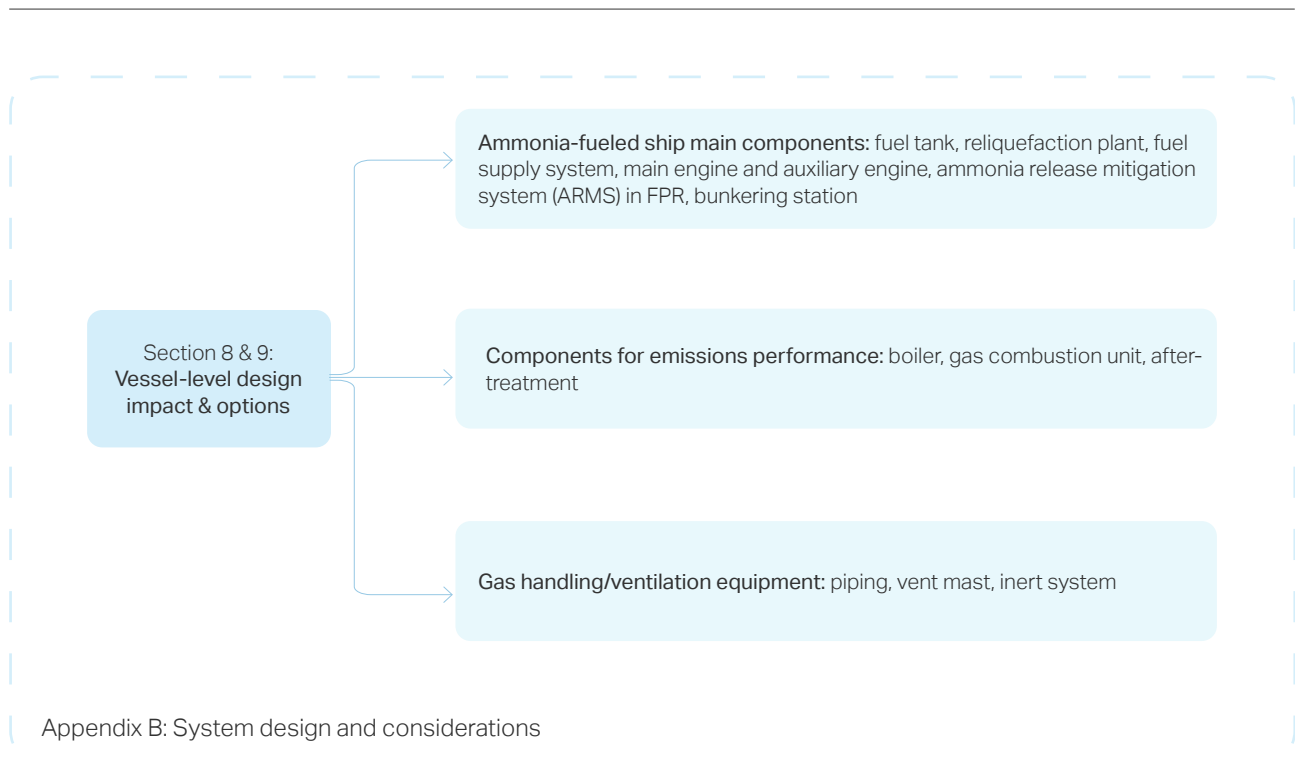 Ammonia-fueled ship main components: fuel tank, reliquefaction plant, fuel
supply system, main engine and auxiliary engine, ammonia release mitigation
system (ARMS) in FPR, bunkering station
Section 8 & 9:
Vessel-level design
impact & options
Components for emissions performance: boiler, gas combustion unit, after-
treatment
Gas handling/ventilation equipment: piping, vent mast, inert system
Appendix B: System design and considerations